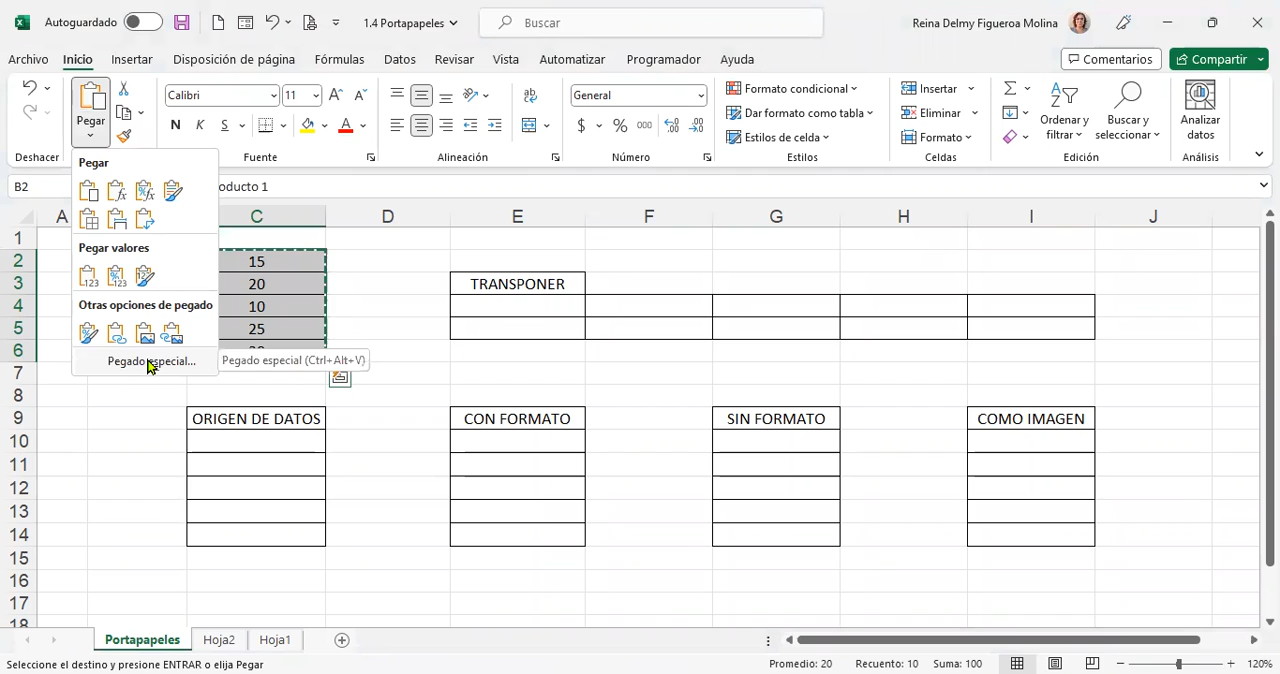 Autoguardado
1.4 Portapapeles
Buscar
Reina Delmy Figueroa Molina
Archivo Inicio Insertar Disposición de página Fórmulas Datos Revisar Vista Automatizar Programador Ayuda
Comentarios Compartir
Pegar
Calibri 11
General
Formato condicional
Dar formato como tabla
Estilos de celda
Insertar
Eliminar
Formato
Ordenar y
filtrar
Buscar y
seleccionar
Analizar
datos
N K S
$ % 000
Deshacer Fuente Alineación Número Estilos Celdas Edición Análisis
B2
oducto 1
Pegar
Pegar valores
Otras opciones de pegado
Pegado especial...
Pegado especial (Ctrl+Alt+V)
A C D E F G H I J
1
2 15
3 20 TRANSPONER
4 10
5 25
6
7
8
9 ORIGEN DE DATOS CON FORMATO SIN FORMATO COMO IMAGEN
10
11
12
13
14
15
16
17
18
Portapapeles Hoja2 Hoja1
Seleccione el destino y presione ENTRAR o elija Pegar
Promedio: 20 Recuento: 10 Suma: 100
120%